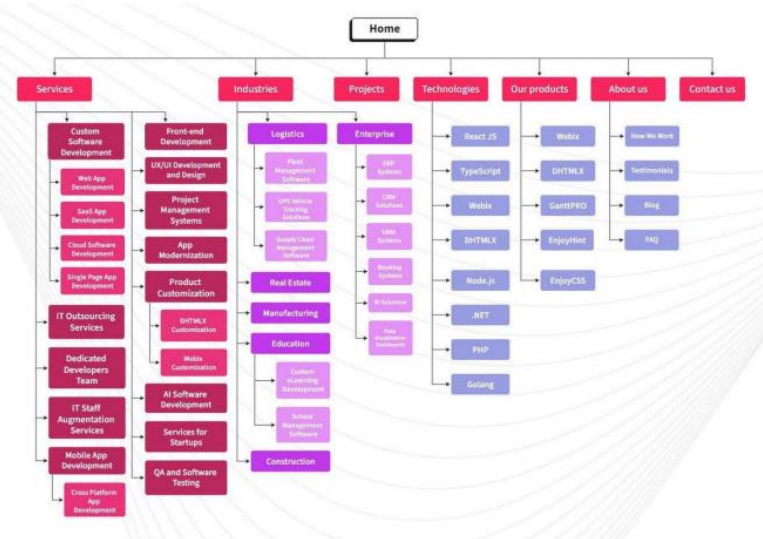 Home
Services
Industries
Projects
Technologies
Our products
About us
Contact us
Custom
Software
Development
Web App
Development
SaaS App
Development
Cloud Software
Development
Single Page App
Development
IT Outsourcing
Services
Dedicated
Developers
Team
IT Staff
Augmentation
Services
Mobile App
Development
Cross Platform
App
Development
Front-end
Development
UX/UI Development
and Design
Project
Management
Systems
App
Modernization
Product
Customization
DHTMLX
Customization
Webix
Customization
AI Software
Development
Services for
Startups
QA and Software
Testing
Logistics
Fleet
Management
Software
GPS Vehicle
Tracking
Solutions
Supply Chain
Management
Software
Real Estate
Manufacturing
Education
Custom
eLearning
Development
School
Management
Software
Construction
Enterprise
ERP
Systems
CRM
Solutions
Systems
Booking
Systems
Solutions
Data
Visualization
Dashboards
React JS
TypeScript
Webix
DHTMLX
Node.js
.NET
PHP
Golang
Webix
DHTMLX
GanttPRO
EnjoyHint
EnjoyCSS
How We Work
Testimonials
Blog
FAQ